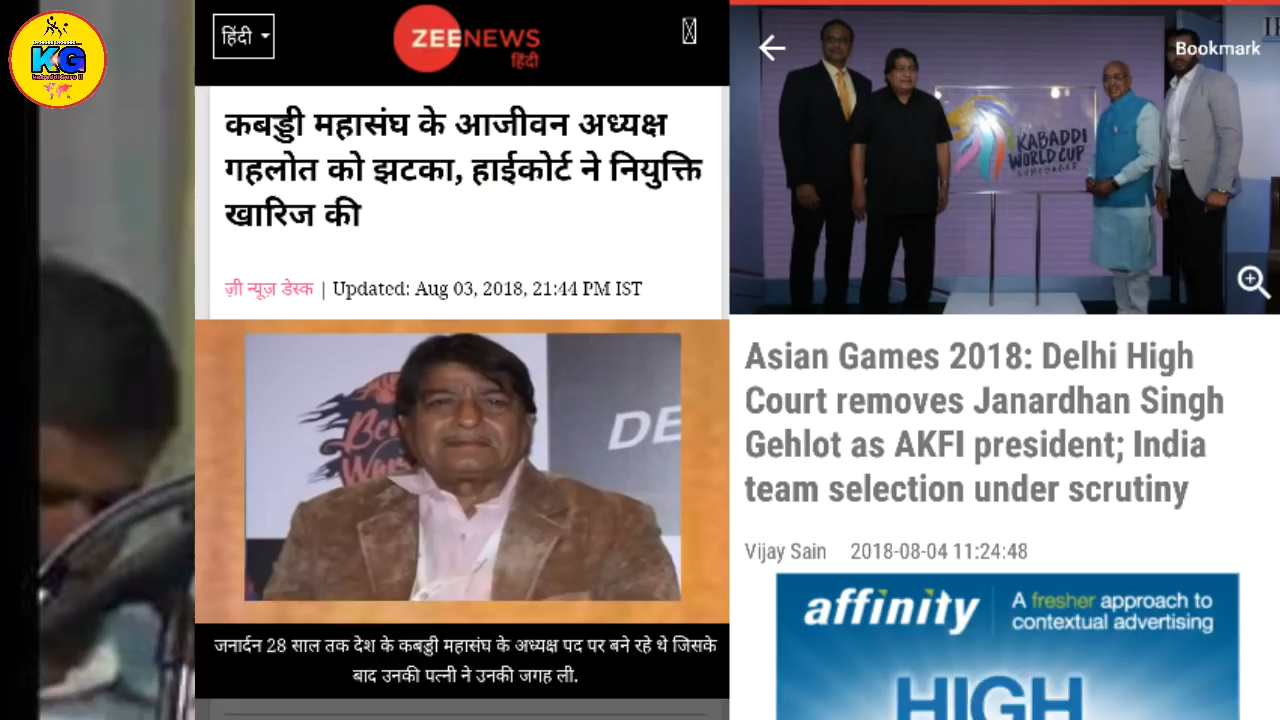 KG
हिंदी
ZEENEWS
हिंदी
कबड्डी महासंघ के आजीवन अध्यक्ष
गहलोत को झटका, हाईकोर्ट ने नियुक्ति
खारिज की
ज़ी न्यूज़ डेस्क | Updated: Aug 03, 2018, 21:44 PM IST
DE
जनार्दन 28 साल तक देश के कबड्डी महासंघ के अध्यक्ष पद पर बने रहे थे जिसके
बाद उनकी पत्नी ने उनकी जगह ली.
Bookmark
KABADDI
WORLD CUP
Asian Games 2018: Delhi High
Court removes Janardhan Singh
Gehlot as AKFI president; India
team selection under scrutiny
Vijay Sain 2018-08-04 11:24:48
affinity
A fresher approach to
contextual advertising
HIGH